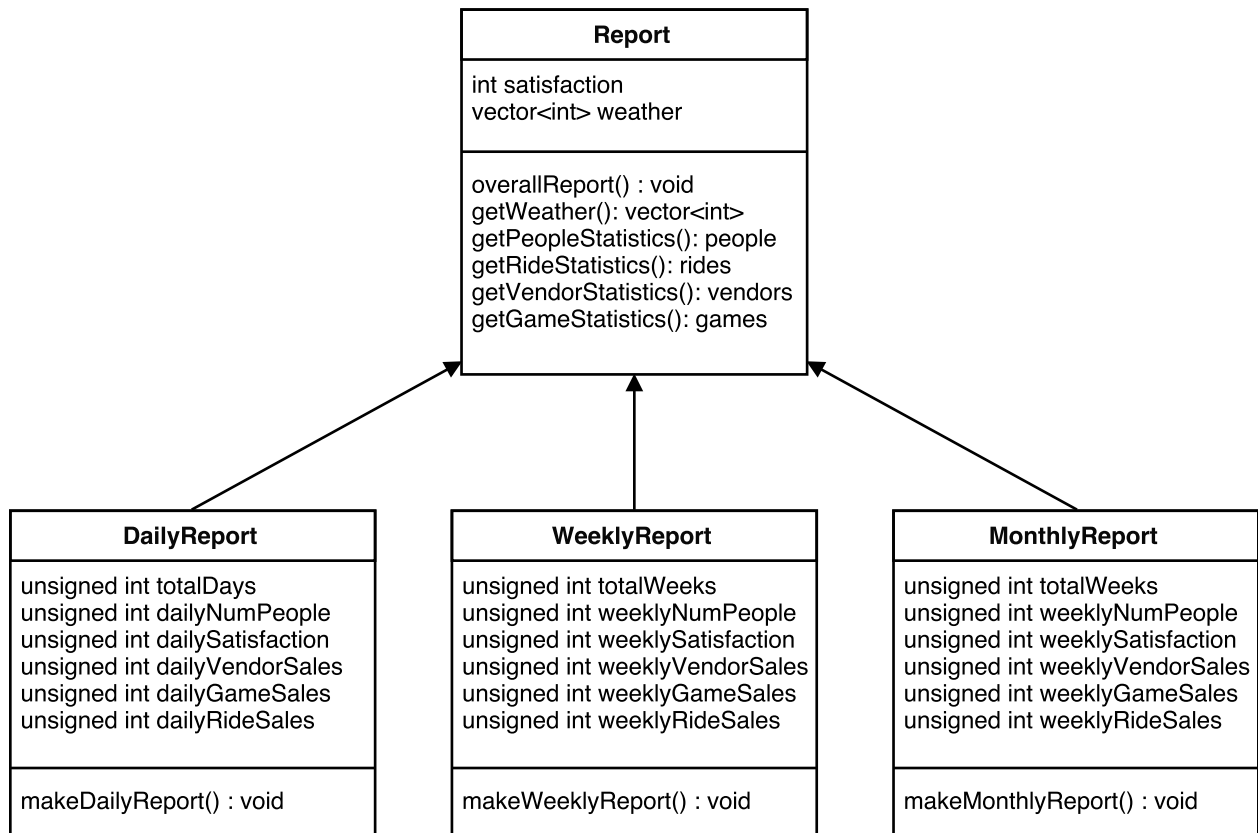 Report
int satisfaction
vector<int> weather
overallReport() : void
getWeather(): vector<int>
getPeopleStatistics(): people
getRideStatistics(): rides
getVendorStatistics(): vendors
getGameStatistics(): games
DailyReport
unsigned int totalDays
unsigned int dailyNumPeople
unsigned int dailySatisfaction
unsigned int dailyVendorSales
unsigned int dailyGameSales
unsigned int dailyRideSales
makeDailyReport() : void
WeeklyReport
unsigned int totalWeeks
unsigned int weeklyNumPeople
unsigned int weeklySatisfaction
unsigned int weeklyVendorSales
unsigned int weeklyGameSales
unsigned int weeklyRideSales
makeWeeklyReport() : void
MonthlyReport
unsigned int totalWeeks
unsigned int weeklyNumPeople
unsigned int weeklySatisfaction
unsigned int weeklyVendorSales
unsigned int weeklyGameSales
unsigned int weeklyRideSales
makeMonthlyReport() : void